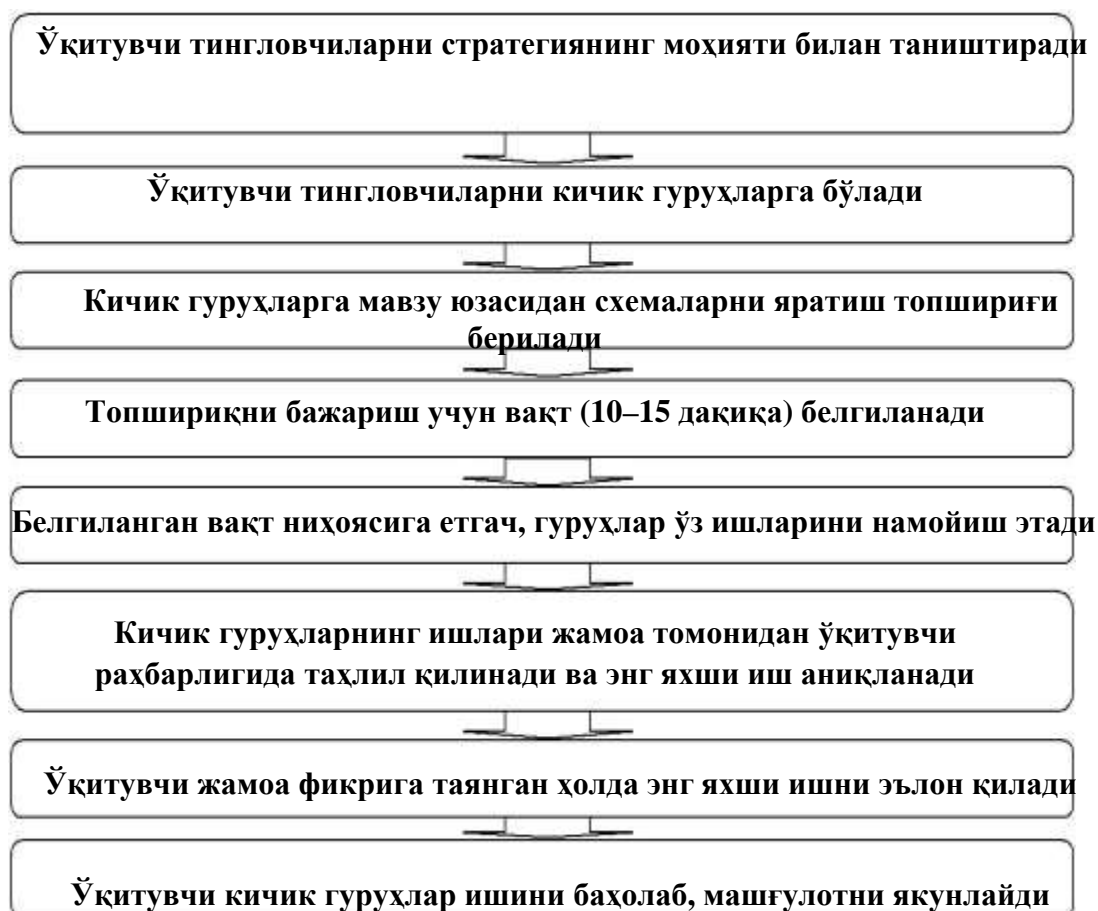 Ўқитувчи тингловчиларни стратегиянинг моҳияти билан таништиради
Ўқитувчи тингловчиларни кичик гуруҳларга бўлади
Кичик гуруҳларга мавзу юзасидан схемаларни яратиш топшириғи
берилади
Топшириқни бажариш учун вақт (10–15 дақиқа) белгиланади
Белгиланган вақт ниҳоясига етгач, гуруҳлар ўз ишларини намойиш этади
Кичик гуруҳларнинг ишлари жамоа томонидан ўқитувчи
раҳбарлигида таҳлил қилинади ва энг яхши иш аниқланади
Ўқитувчи жамоа фикрига таянган ҳолда энг яхши ишни эълон қилади
Ўқитувчи кичик гуруҳлар ишини баҳолаб, машғулотни якунлайди